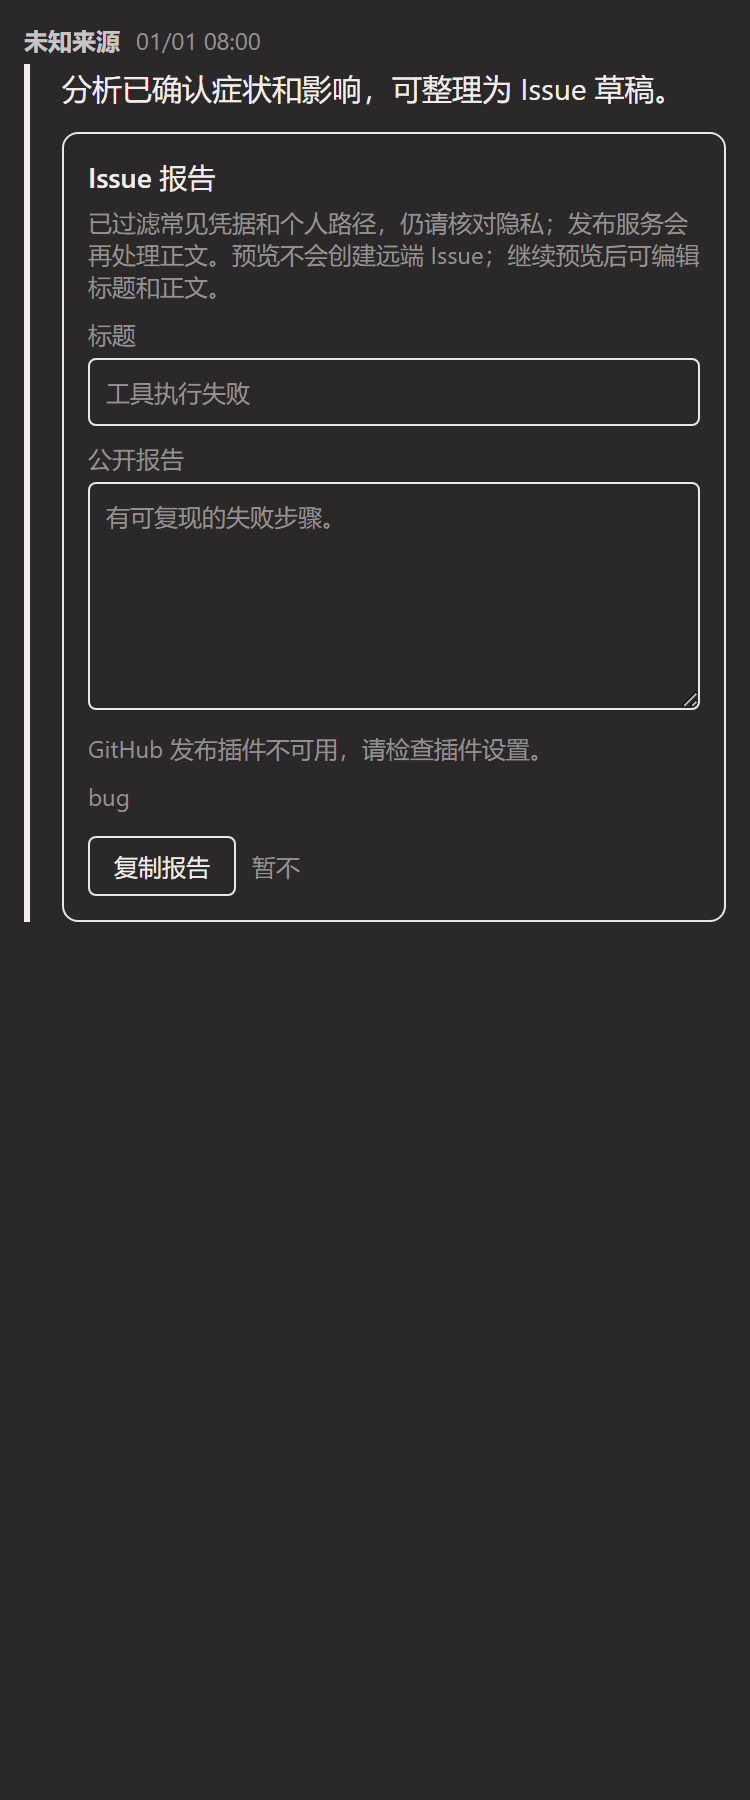 未知来源 01/01 08:00
分析已确认症状和影响，可整理为 Issue 草稿。
Issue 报告
已过滤常见凭据和个人路径，仍请核对隐私；发布服务会
再处理正文。预览不会创建远端 Issue；继续预览后可编辑
标题和正文。
标题
工具执行失败
公开报告
有可复现的失败步骤。
GitHub 发布插件不可用，请检查插件设置。
bug
复制报告 暂不